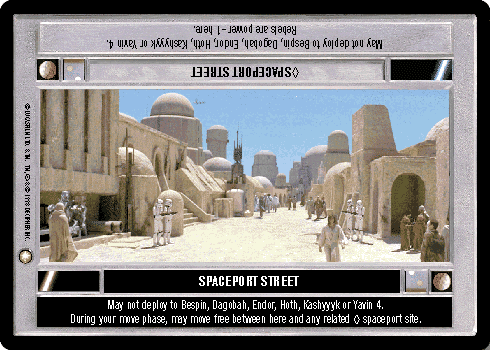 May not deploy to Bespin, Dagobah, Endor, Hoth, Kashyyyk or Yavin 4.
Rebels are power -1 here.
◊SPACEPORT STREET
SPACEPORT STREET
May not deploy to Bespin, Dagobah, Endor, Hoth, Kashyyyk or Yavin 4.
During your move phase, may move free between here and any related ◊ spaceport site.